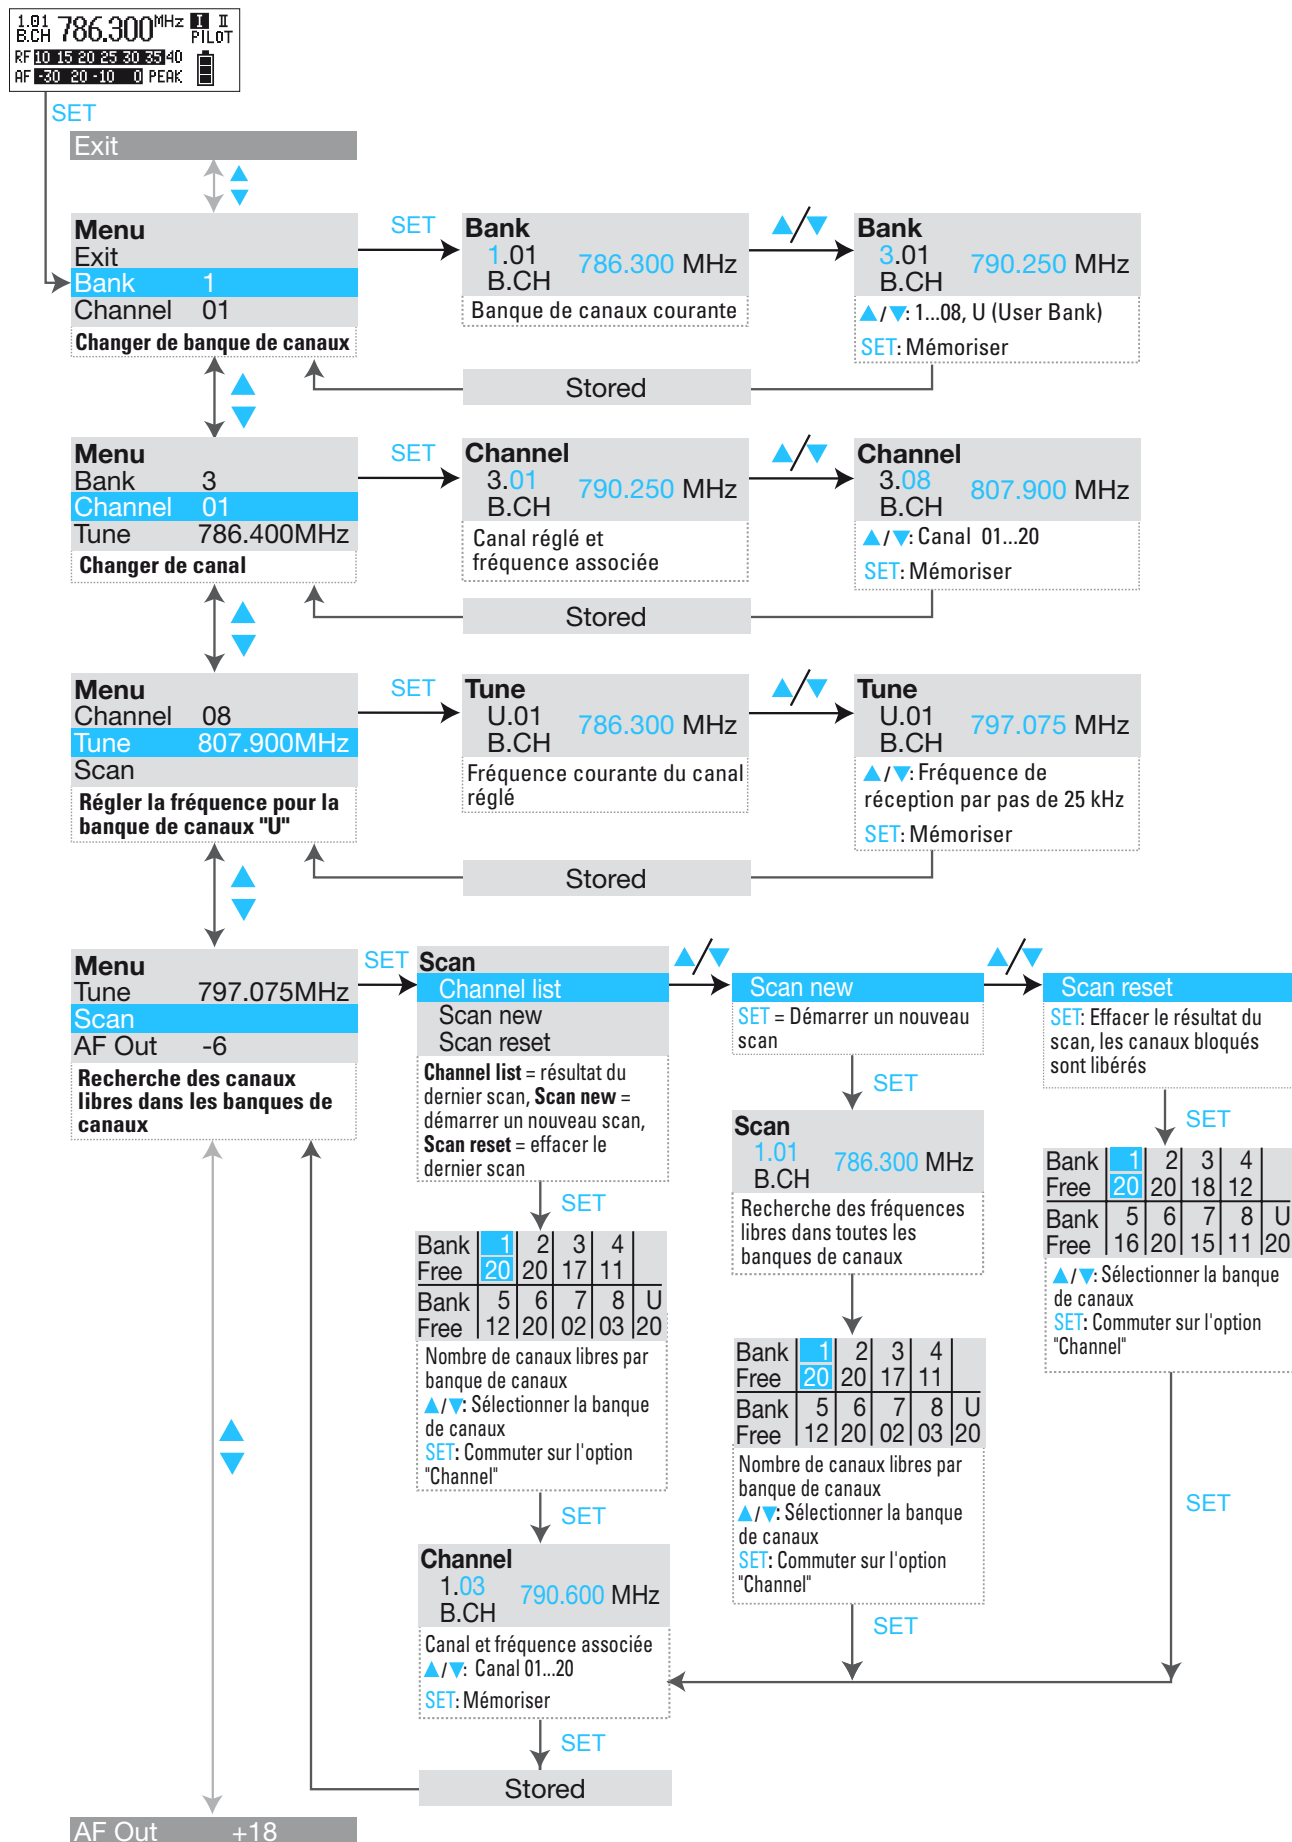 1.01 786.300 MHz I II
B.CH PILOT
RF 10 15 20 25 30 35 40
AF -30 20 -10 0 PEAK
SET
Exit
Menu
Exit
Bank 1
Channel 01
Changer de banque de canaux
SET
Bank
1.01 786.300 MHz
B.CH
Banque de canaux courante
▲/▼
Bank
3.01 790.250 MHz
B.CH
▲/▼: 1...08, U (User Bank)
SET: Mémoriser
Stored
Menu
Bank 3
Channel 01
Tune 786.400MHz
Changer de canal
SET
Channel
3.01 790.250 MHz
B.CH
Canal réglé et
fréquence associée
▲/▼
Channel
3.08 807.900 MHz
B.CH
▲/▼: Canal 01...20
SET: Mémoriser
Stored
Menu
Channel 08
Tune 807.900MHz
Scan
Régler la fréquence pour la
banque de canaux "U"
SET
Tune
U.01 786.300 MHz
B.CH
Fréquence courante du canal
réglé
▲/▼
Tune
U.01 797.075 MHz
B.CH
▲/▼: Fréquence de
réception par pas de 25 kHz
SET: Mémoriser
Stored
Menu
Tune 797.075MHz
Scan
AF Out -6
Recherche des canaux
libres dans les banques de
canaux
SET
Scan
Channel list
Scan new
Scan reset
Channel list = résultat du
dernier scan, Scan new =
démarrer un nouveau scan,
Scan reset = effacer le
dernier scan
SET
Bank 1 2 3 4
Free 20 20 17 11
Bank 5 6 7 8 U
Free 12 20 02 03 20
Nombre de canaux libres par
banque de canaux
▲/▼: Sélectionner la banque
de canaux
SET: Commuter sur l'option
"Channel"
SET
Channel
1.03 790.600 MHz
B.CH
Canal et fréquence associée
▲/▼: Canal 01...20
SET: Mémoriser
SET
Stored
▲/▼
Scan new
SET = Démarrer un nouveau
scan
SET
Scan
1.01 786.300 MHz
B.CH
Recherche des fréquences
libres dans toutes les
banques de canaux
Bank 1 2 3 4
Free 20 20 17 11
Bank 5 6 7 8 U
Free 12 20 02 03 20
Nombre de canaux libres par
banque de canaux
▲/▼: Sélectionner la banque
de canaux
SET: Commuter sur l'option
"Channel"
SET
▲/▼
Scan reset
SET: Effacer le résultat du
scan, les canaux bloqués
sont libérés
SET
Bank 1 2 3 4
Free 20 20 18 12
Bank 5 6 7 8 U
Free 16 20 15 11 20
▲/▼: Sélectionner la banque
de canaux
SET: Commuter sur l'option
"Channel"
SET
AF Out +18